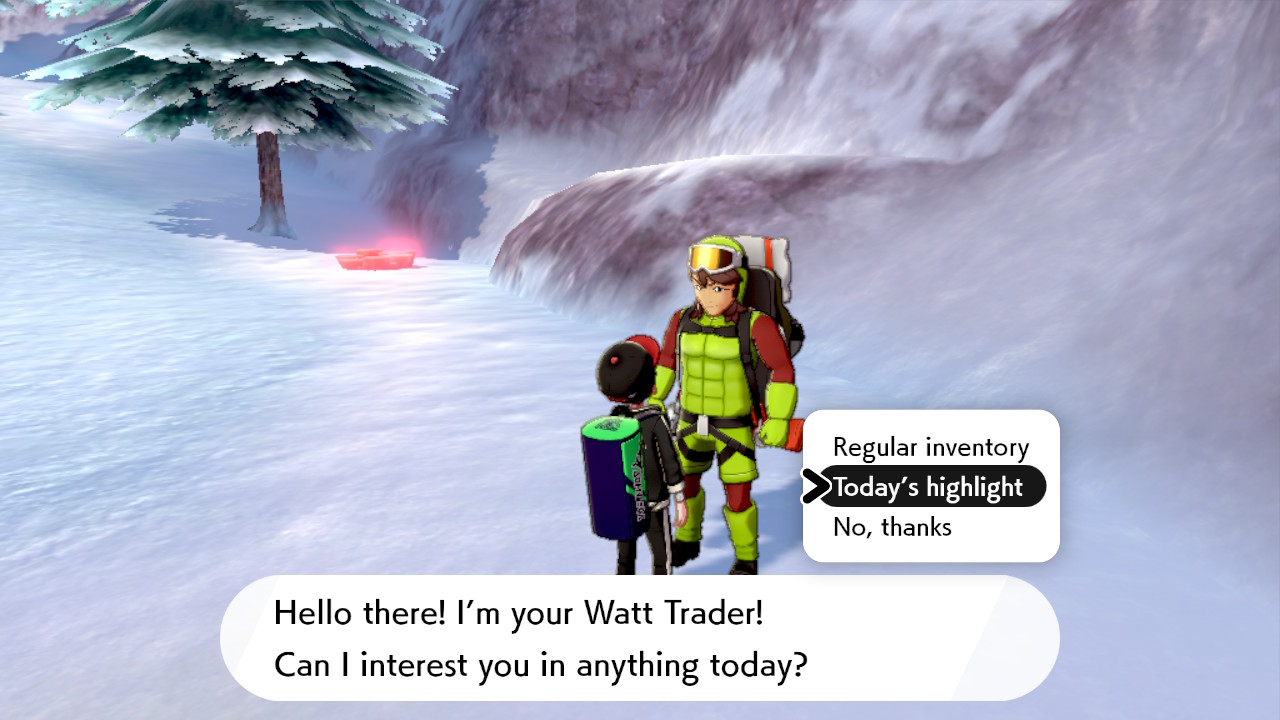 Regular inventory
Today's highlight
No, thanks
Hello there! I'm your Watt Trader!
Can I interest you in anything today?